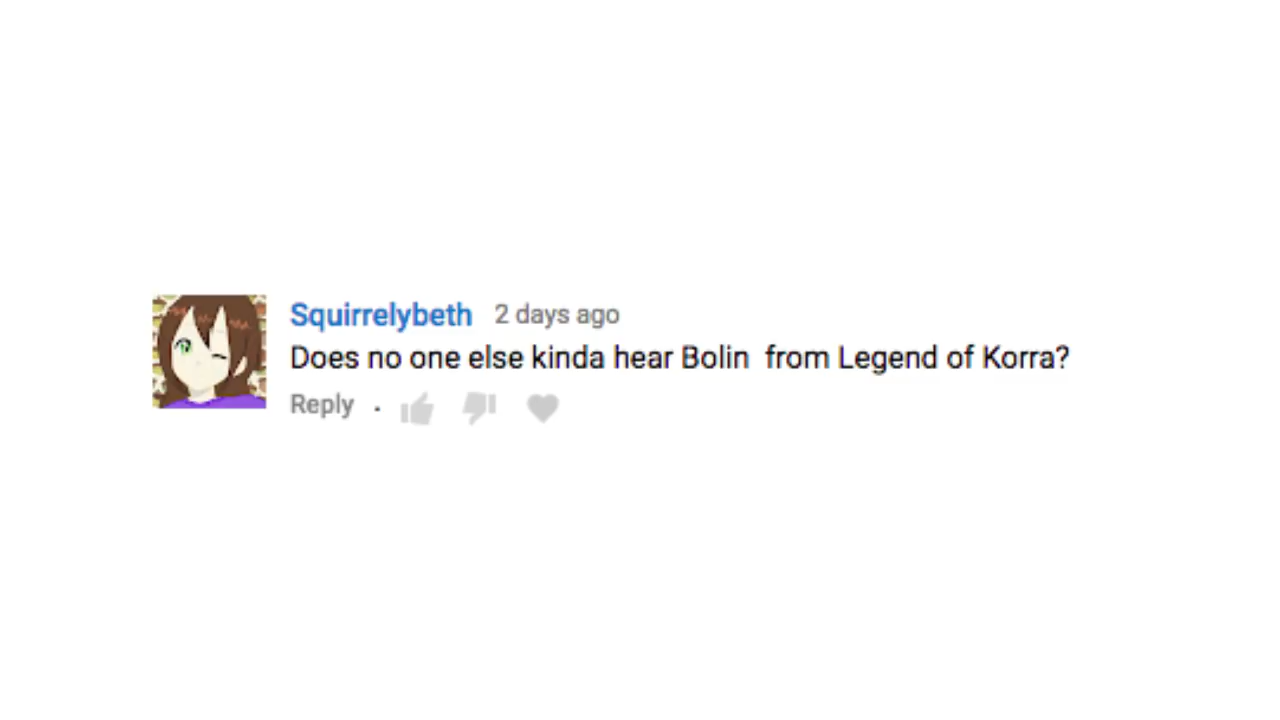 Squirrelybeth 2 days ago
Does no one else kinda hear Bolin  from Legend of Korra?
Reply .